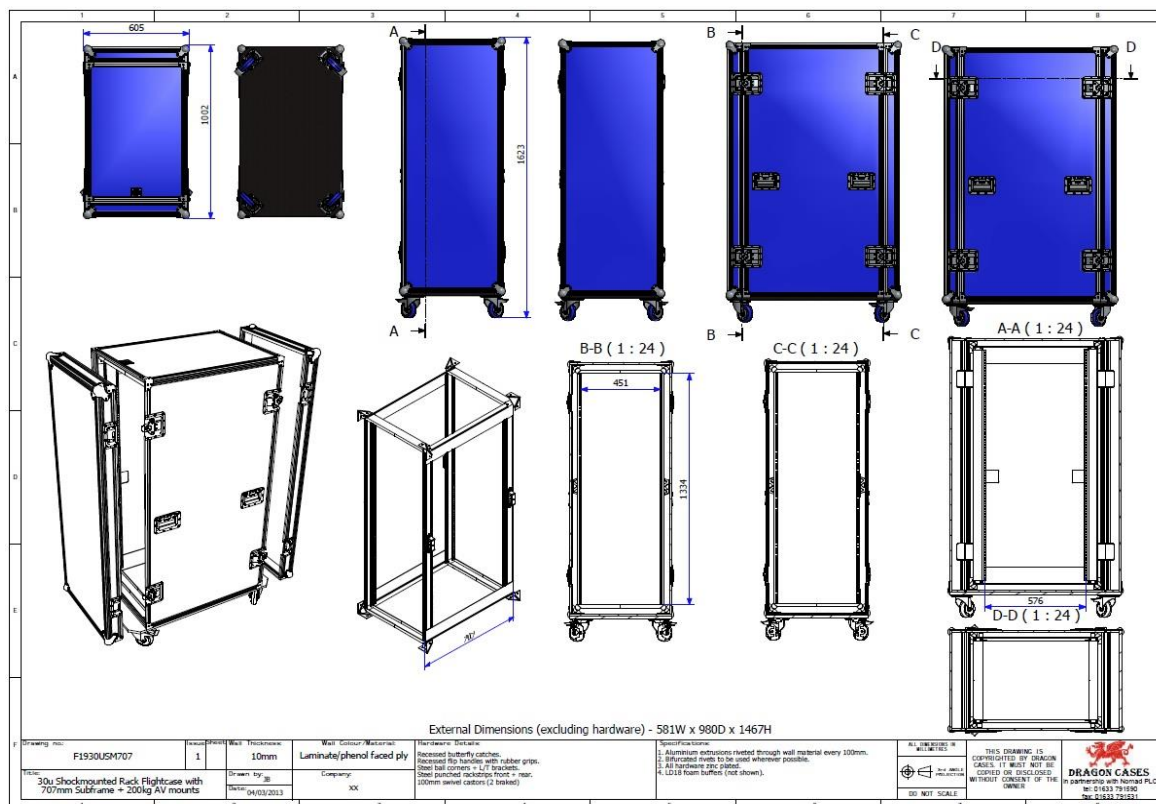 1 2 3 4 5 6 7 8
605
1002
A
A
1623
B C
B C
D D
A
B
C
D
E
F
B-B ( 1 : 24 )
C-C ( 1 : 24 )
A-A ( 1 : 24 )
451
1334
707
576
D-D ( 1 : 24 )
External Dimensions (excluding hardware) - 581W x 980D x 1467H
Drawing no:
F1930USM707
Issue
1
Sheet
Wall Thickness:
10mm
Wall Colour/Material
Laminate/phenol faced ply
Title:
30u Shockmounted Rack Flightcase with
707mm Subframe + 200kg AV mounts
Drawn by:
JB
Date:
04/03/2013
Company:
XX
Hardware Details:
Recessed butterfly catches.
Recessed flip handles with rubber grips.
Steel ball corners + L/T brackets.
Steel punched rackstrips front + rear.
100mm swivel castors (2 braked)
Specifications:
1. Aluminium extrusions riveted through wall material every 100mm.
2. Bifurcated rivets to be used wherever possible.
3. All hardware zinc plated.
4. LD18 foam buffers (not shown).
ALL DIMENSIONS IN
MILLIMETRES
3rd ANGLE
PROJECTION
DO NOT SCALE
THIS DRAWING IS
COPYRIGHTED BY DRAGON
CASES. IT MUST NOT BE
COPIED OR DISCLOSED
WITHOUT CONSENT OF THE
OWNER
DRAGON CASES
in partnership with Nomad PLC
tel: 01633 791690
fax: 01633 791531